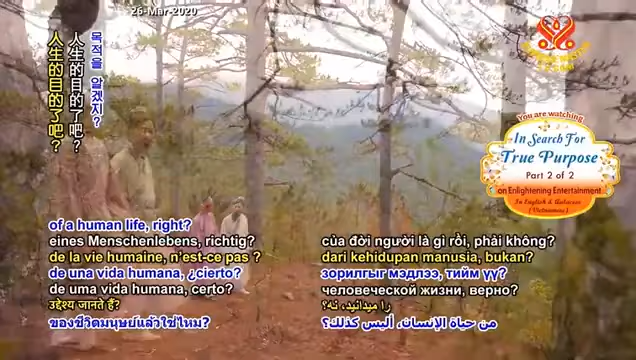 26-Mar-2020
人生的目的了吧？
人生的目的了吧？
목적을 알겠지?
You are watching
In Search For
True Purpose
Part 2 of 2
on Enlightening Entertainment
In English & Aulacese
(Vietnamese)
of a human life, right?
eines Menschenlebens, richtig?
de la vie humaine, n'est-ce pas ?
de una vida humana, ¿cierto?
de uma vida humana, certo?
उद्देश्य जानते हैं?
ของชีวิตมนุษย์แล้วใช่ไหม?
của đời người là gì rồi, phải không?
dari kehidupan manusia, bukan?
зорилгыг мэдлээ, тийм үү?
человеческой жизни, верно?
را میدانید، نه؟
من حياة الإنسان، أليس كذلك؟